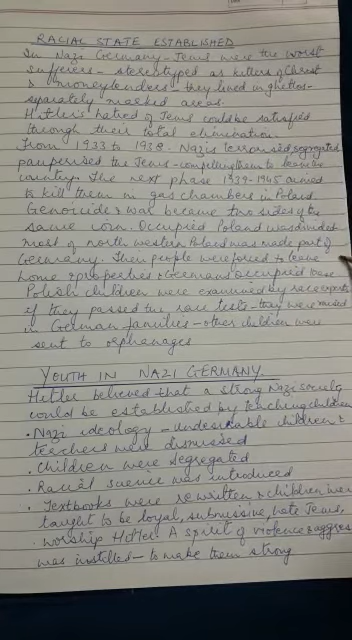 RACIAL STATE ESTABLISHED
In Nazi Germany - Jews were the worst
sufferers - stereotyped as killers of Christ
& moneylenders - they lived in ghettos -
separately marked areas.
Hitler's hatred of Jews could be satisfied
through their total elimination.
From 1933 to 1938 - Nazis terrorised, segregated
pauperised the Jews - compelling them to leave the
country. The next phase 1939-1945 aimed
to kill them in gas chambers in Poland
Genocide & war became two sides of the
same coin. Occupied Poland was divided
most of north western Poland was made part of
Germany. Then people were forced to leave
home & properties & Germans occupied
Polish children were examined by race experts
if they passed the race tests - they were raised
in German families - other children were
sent to orphanages
YOUTH IN NAZI GERMANY
Hitler believed that a strong Nazi society
could be established by teaching children
• Nazi ideology - undesirable children &
teachers were dismissed
• Children were segregated
• Racial science was introduced
• Textbooks were rewritten & children were
taught to be loyal, submissive, hate Jews,
worship Hitler. A spirit of violence & aggres
was instilled - to make them strong